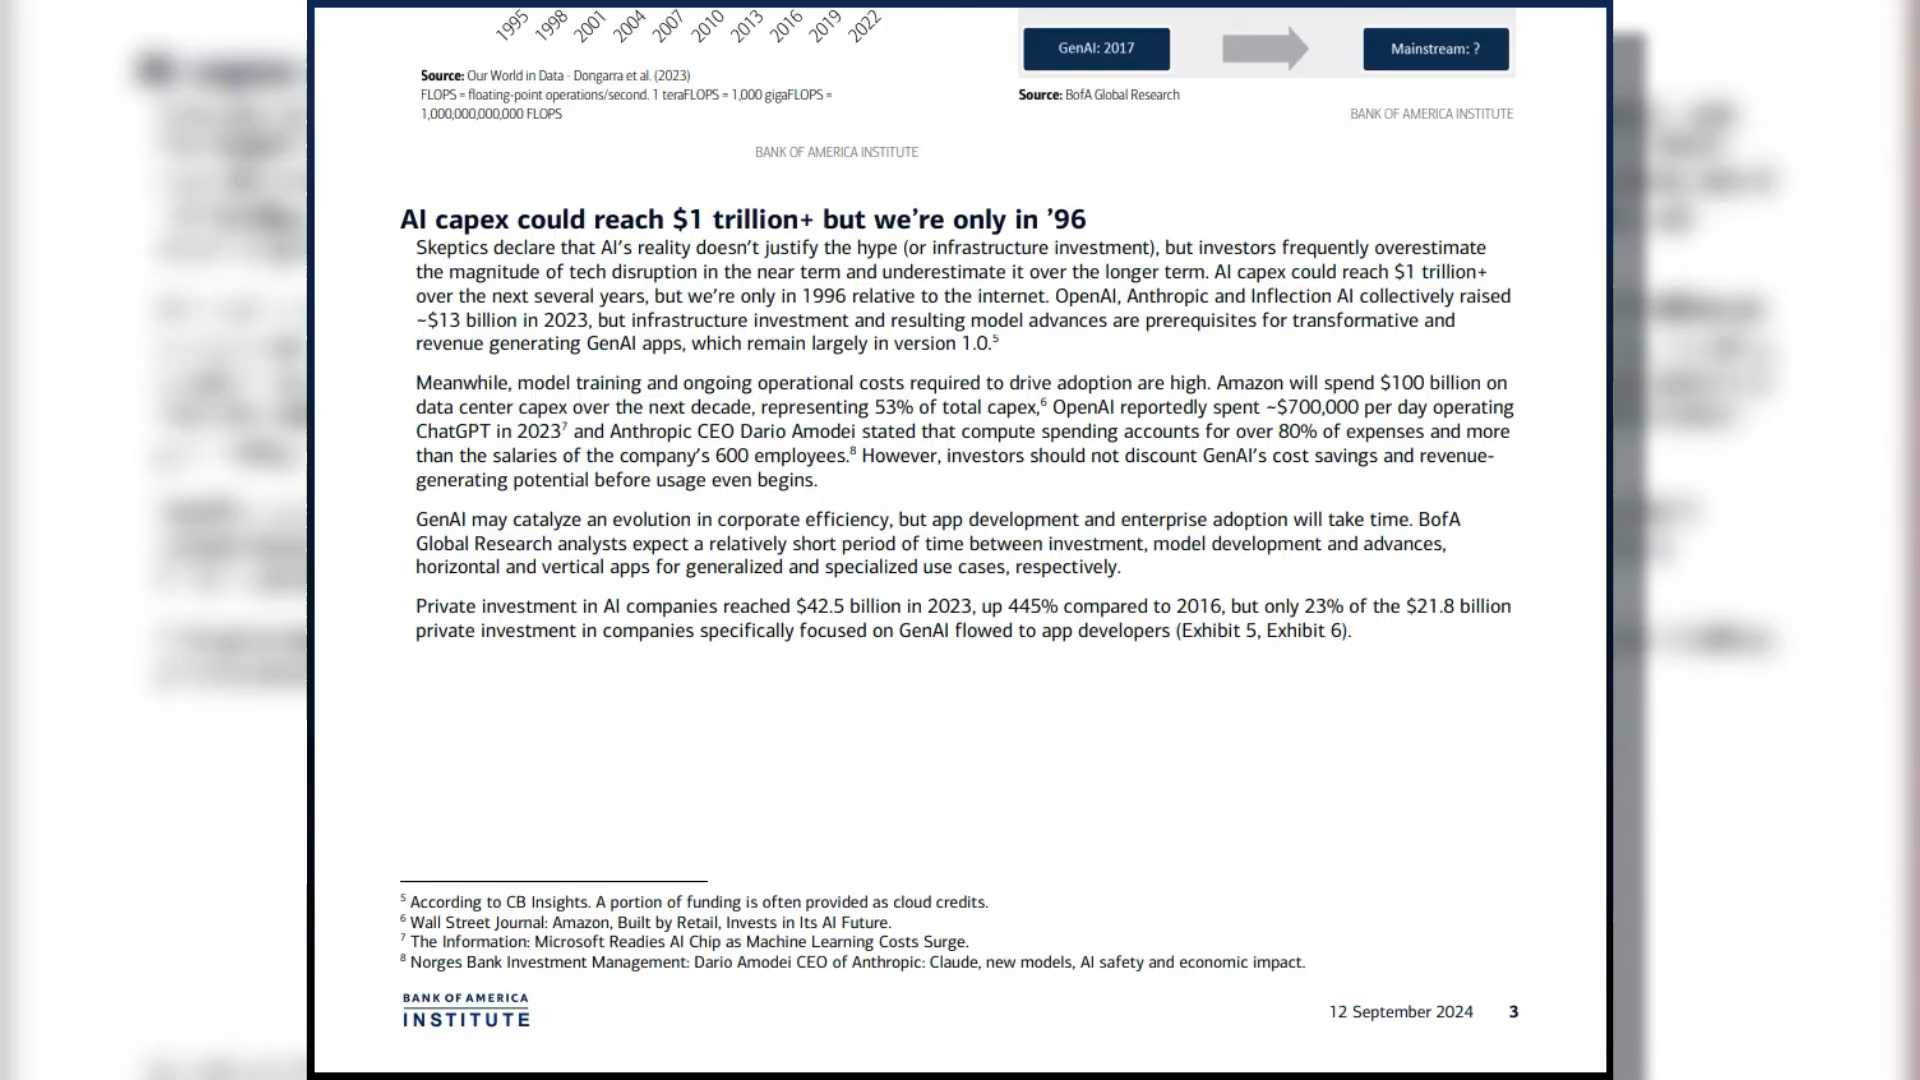 1995 1998 2001 2004 2007 2010 2013 2016 2019 2022
Source: Our World in Data - Dongarra et al. (2023)
FLOPS = floating-point operations/second. 1 teraFLOPS = 1,000 gigaFLOPS =
1,000,000,000,000 FLOPS
BANK OF AMERICA INSTITUTE
GenAI: 2017
Mainstream: ?
Source: BofA Global Research
BANK OF AMERICA INSTITUTE
AI capex could reach $1 trillion+ but we’re only in ’96
Skeptics declare that AI’s reality doesn’t justify the hype (or infrastructure investment), but investors frequently overestimate
the magnitude of tech disruption in the near term and underestimate it over the longer term. AI capex could reach $1 trillion+
over the next several years, but we’re only in 1996 relative to the internet. OpenAI, Anthropic and Inflection AI collectively raised
~$13 billion in 2023, but infrastructure investment and resulting model advances are prerequisites for transformative and
revenue generating GenAI apps, which remain largely in version 1.0.⁵
Meanwhile, model training and ongoing operational costs required to drive adoption are high. Amazon will spend $100 billion on
data center capex over the next decade, representing 53% of total capex,⁶ OpenAI reportedly spent ~$700,000 per day operating
ChatGPT in 2023⁷ and Anthropic CEO Dario Amodei stated that compute spending accounts for over 80% of expenses and more
than the salaries of the company’s 600 employees.⁸ However, investors should not discount GenAI’s cost savings and revenue-
generating potential before usage even begins.
GenAI may catalyze an evolution in corporate efficiency, but app development and enterprise adoption will take time. BofA
Global Research analysts expect a relatively short period of time between investment, model development and advances,
horizontal and vertical apps for generalized and specialized use cases, respectively.
Private investment in AI companies reached $42.5 billion in 2023, up 445% compared to 2016, but only 23% of the $21.8 billion
private investment in companies specifically focused on GenAI flowed to app developers (Exhibit 5, Exhibit 6).
⁵ According to CB Insights. A portion of funding is often provided as cloud credits.
⁶ Wall Street Journal: Amazon, Built by Retail, Invests in Its AI Future.
⁷ The Information: Microsoft Readies AI Chip as Machine Learning Costs Surge.
⁸ Norges Bank Investment Management: Dario Amodei CEO of Anthropic: Claude, new models, AI safety and economic impact.
BANK OF AMERICA
INSTITUTE
12 September 2024 3